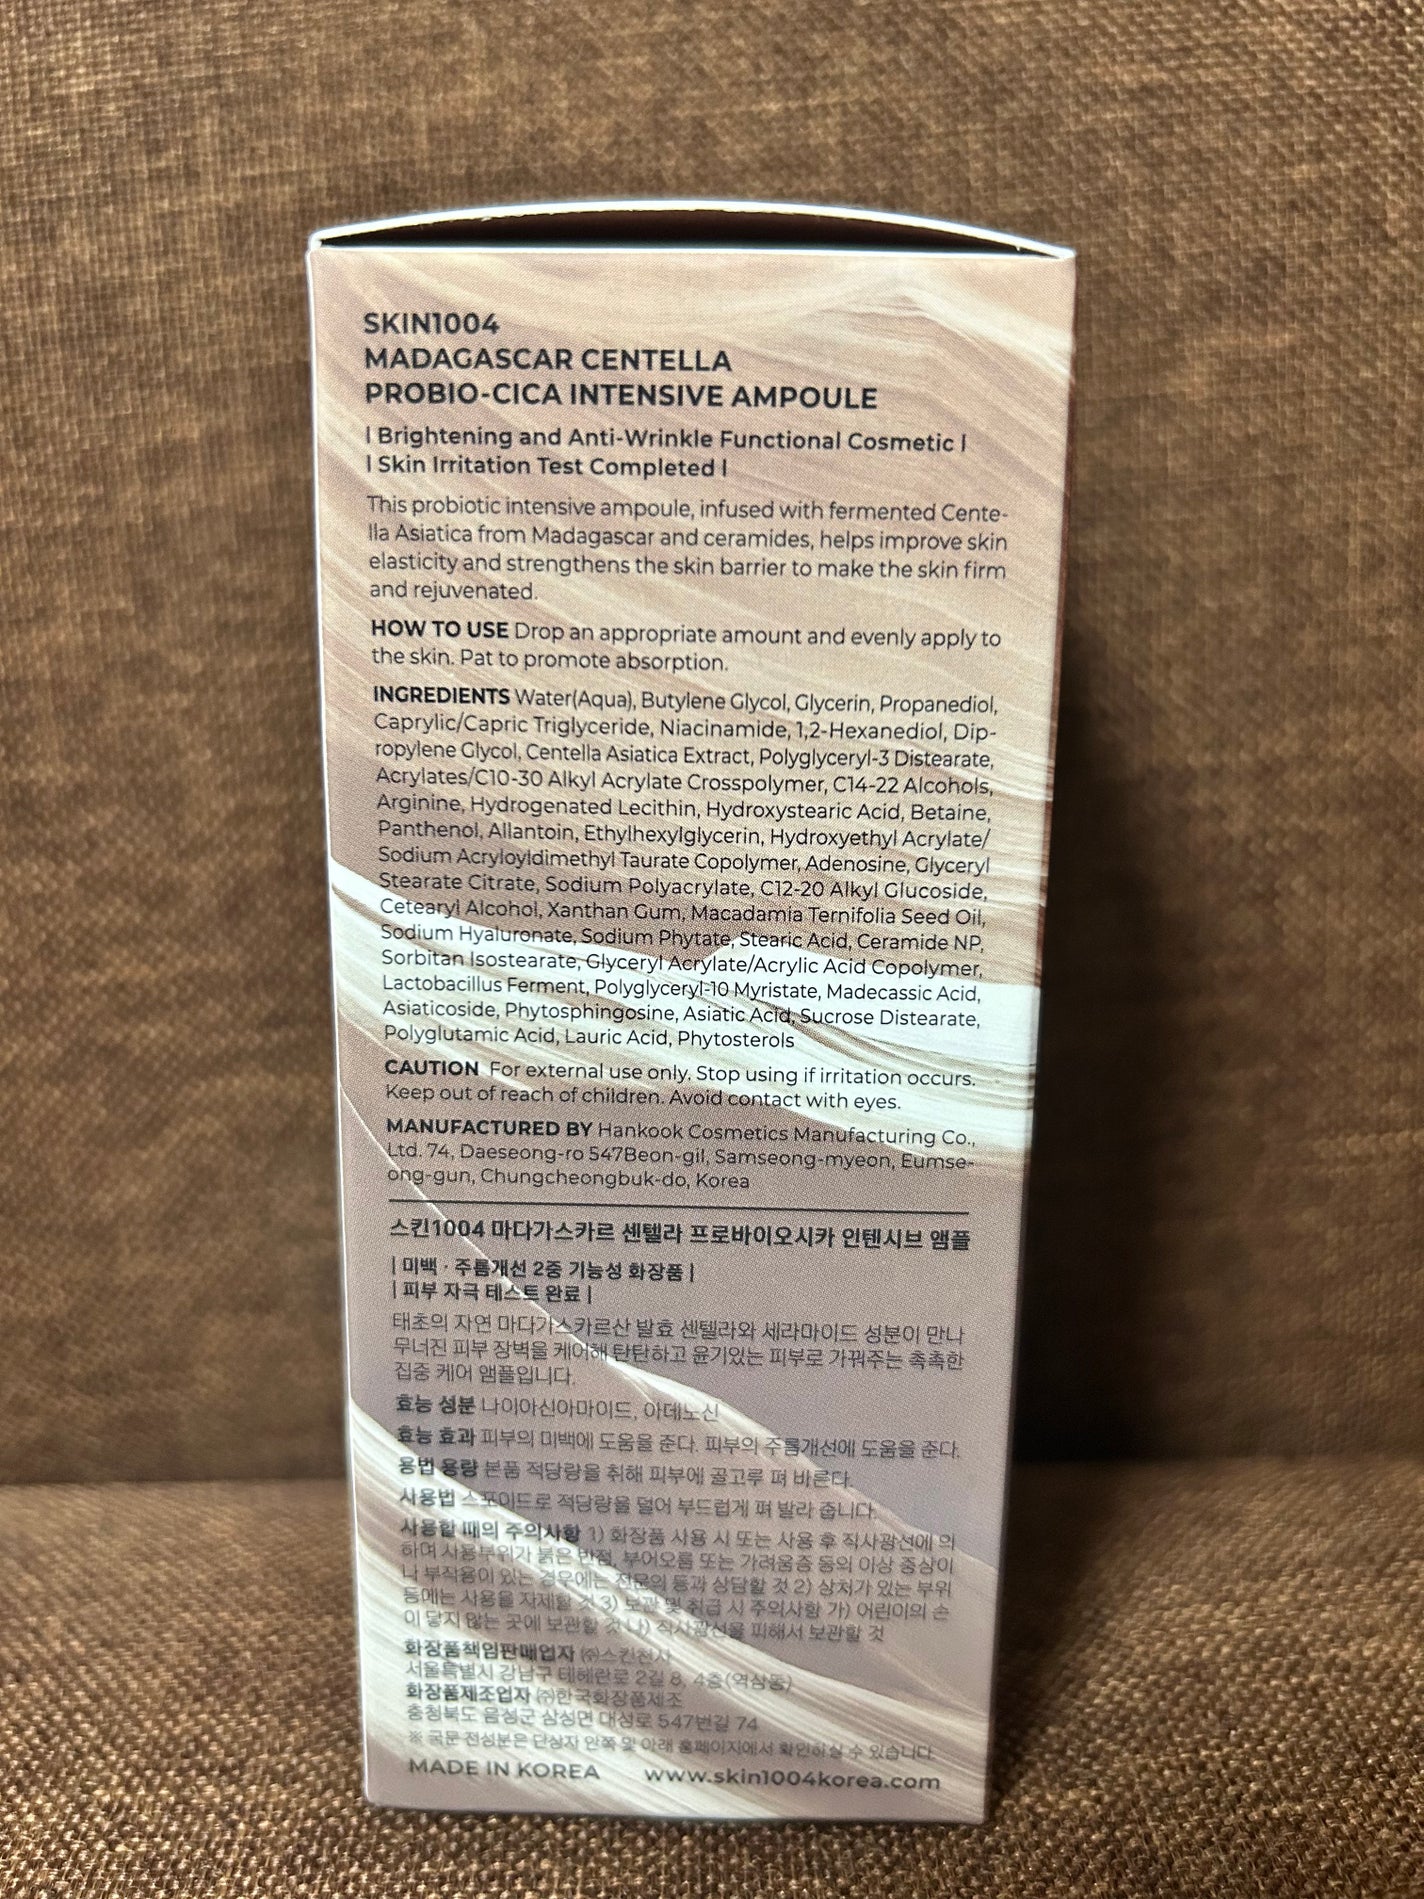 SKIN1004
MADAGASCAR CENTELLA
PROBIO-CICA INTENSIVE AMPOULE
| Brightening and Anti-Wrinkle Functional Cosmetic |
| Skin Irritation Test Completed |
This probiotic intensive ampoule, infused with fermented Cente-
lla Asiatica from Madagascar and ceramides, helps improve skin
elasticity and strengthens the skin barrier to make the skin firm
and rejuvenated.
HOW TO USE Drop an appropriate amount and evenly apply to
the skin. Pat to promote absorption.
INGREDIENTS Water(Aqua), Butylene Glycol, Glycerin, Propanediol,
Caprylic/Capric Triglyceride, Niacinamide, 1,2-Hexanediol, Dip-
ropylene Glycol, Centella Asiatica Extract, Polyglyceryl-3 Distearate,
Acrylates/C10-30 Alkyl Acrylate Crosspolymer, C14-22 Alcohols,
Arginine, Hydrogenated Lecithin, Hydroxystearic Acid, Betaine,
Panthenol, Allantoin, Ethylhexylglycerin, Hydroxyethyl Acrylate/
Sodium Acryloyldimethyl Taurate Copolymer, Adenosine, Glyceryl
Stearate Citrate, Sodium Polyacrylate, C12-20 Alkyl Glucoside,
Cetearyl Alcohol, Xanthan Gum, Macadamia Ternifolia Seed Oil,
Sodium Hyaluronate, Sodium Phytate, Stearic Acid, Ceramide NP,
Sorbitan Isostearate, Glyceryl Acrylate/Acrylic Acid Copolymer,
Lactobacillus Ferment, Polyglyceryl-10 Myristate, Madecassic Acid,
Asiaticoside, Phytosphingosine, Asiatic Acid, Sucrose Distearate,
Polyglutamic Acid, Lauric Acid, Phytosterols
CAUTION For external use only. Stop using if irritation occurs.
Keep out of reach of children. Avoid contact with eyes.
MANUFACTURED BY Hankook Cosmetics Manufacturing Co.,
Ltd. 74, Daeseong-ro 547Beon-gil, Samseong-myeon, Eumse-
ong-gun, Chungcheongbuk-do, Korea
스킨1004 마다가스카르 센텔라 프로바이오시카 인텐시브 앰플
| 미백 · 주름개선 2중 기능성 화장품 |
| 피부 자극 테스트 완료 |
태초의 자연 마다가스카르산 발효 센텔라와 세라마이드 성분이 만나
무너진 피부 장벽을 케어해 탄탄하고 윤기있는 피부로 가꿔주는 촉촉한
집중 케어 앰플입니다.
효능 성분 나이아신아마이드, 아데노신
효능 효과 피부의 미백에 도움을 준다. 피부의 주름개선에 도움을 준다.
용법 용량 본품 적당량을 취해 피부에 골고루 펴 바른다.
사용법 스포이드로 적당량을 덜어 부드럽게 펴 발라 줍니다.
사용할 때의 주의사항 1) 화장품 사용 시 또는 사용 후 직사광선에 의
하여 사용부위가 붉은 반점, 부어오름 또는 가려움증 등의 이상 증상이
나 부작용이 있는 경우에는 전문의 등과 상담할 것 2) 상처가 있는 부위
등에는 사용을 자제할 것 3) 보관 및 취급 시 주의사항 가) 어린이의 손
이 닿지 않는 곳에 보관할 것 나) 직사광선을 피해서 보관할 것
화장품책임판매업자 ㈜스킨천사
서울특별시 강남구 테헤란로 2길 8, 4층(역삼동)
화장품제조업자 ㈜한국화장품제조
충청북도 음성군 삼성면 대성로 547번길 74
※ 국문 전성분은 단상자 안쪽 및 아래 홈페이지에서 확인하실 수 있습니다.
MADE IN KOREA www.skin1004korea.com